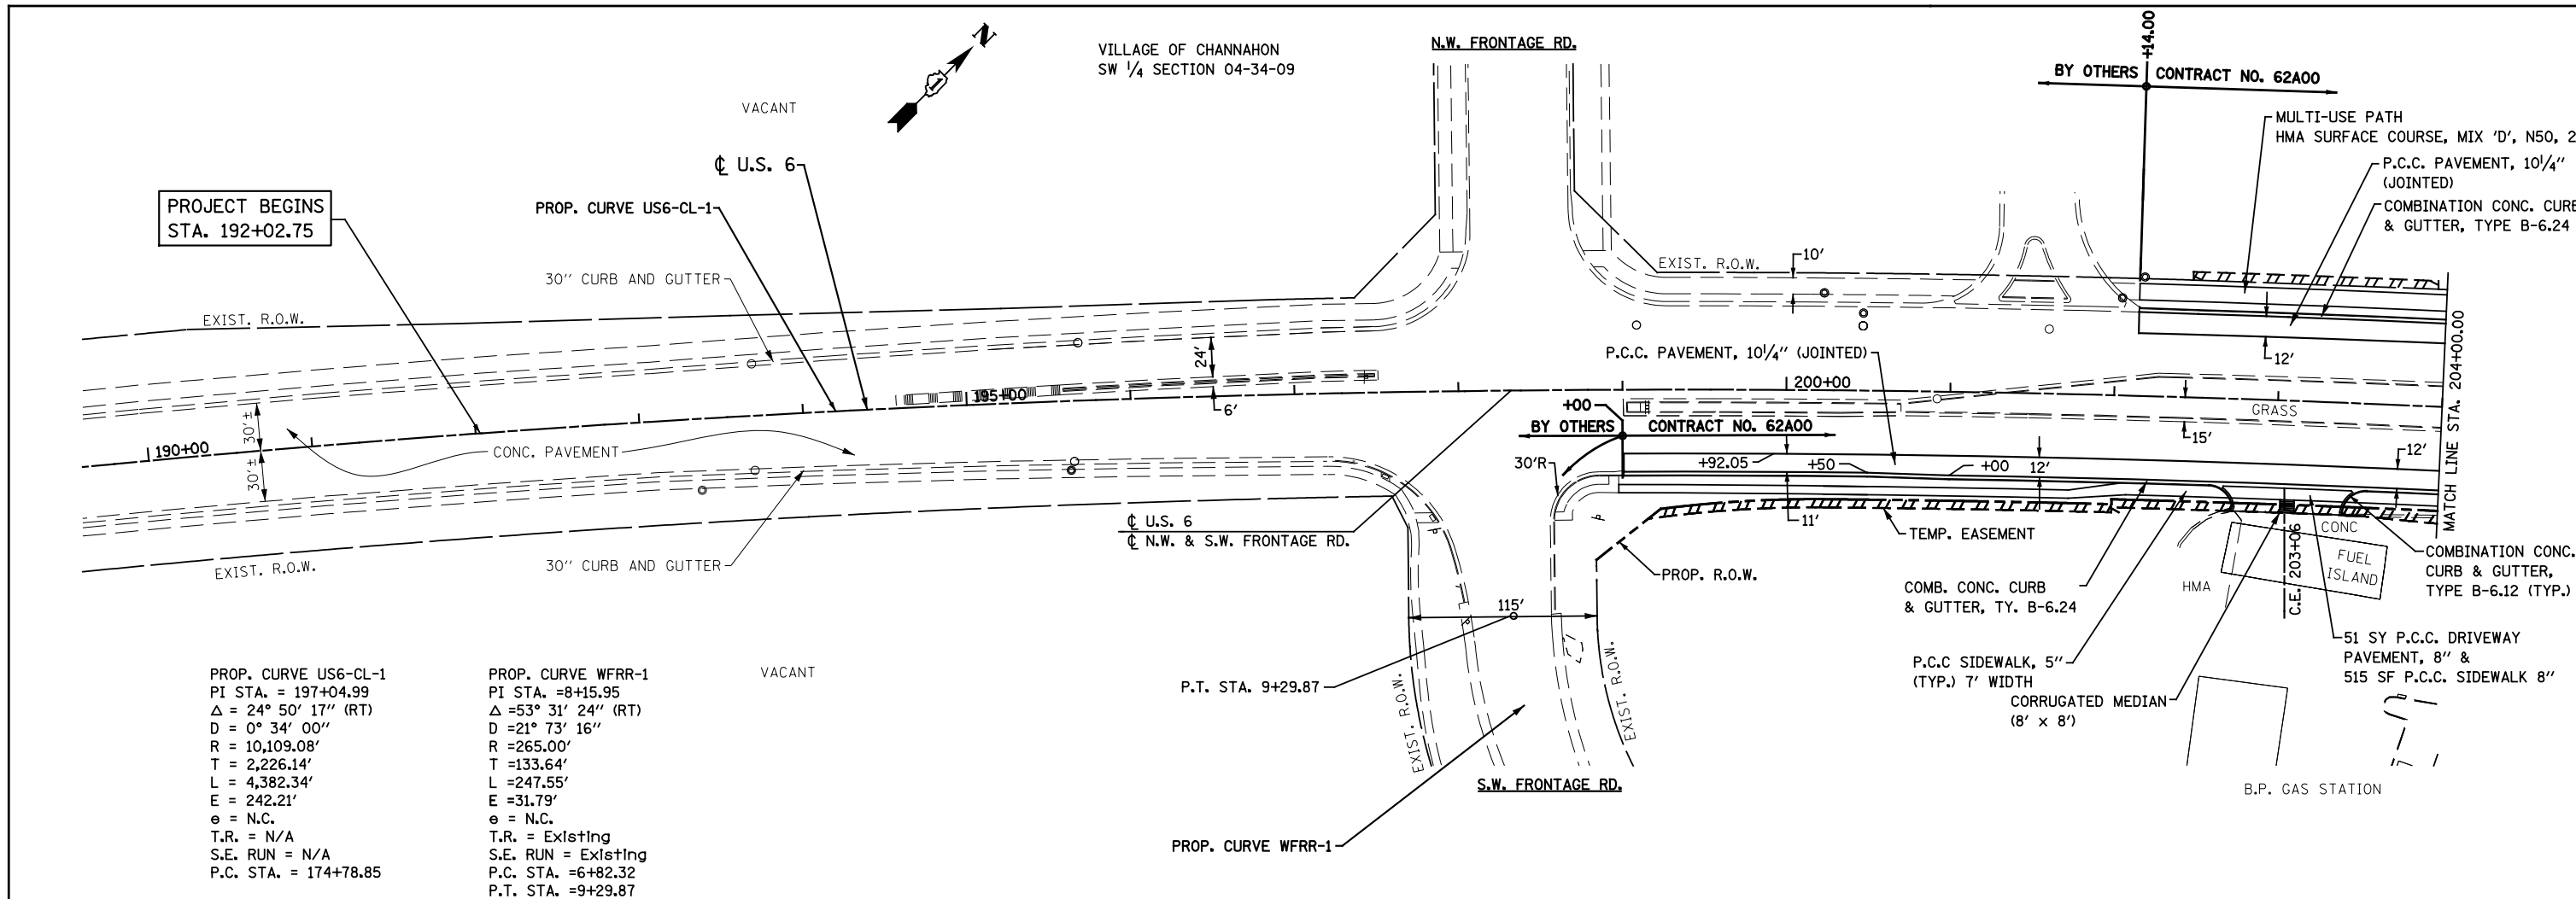 N
1
VILLAGE OF CHANNAHON
SW 1/4 SECTION 04-34-09
N.W. FRONTAGE RD.
+14.00
BY OTHERS
CONTRACT NO. 62A00
VACANT
MULTI-USE PATH
HMA SURFACE COURSE, MIX 'D', N50, 2
P.C.C. PAVEMENT, 10 1/4"
(JOINTED)
COMBINATION CONC. CURB
& GUTTER, TYPE B-6.24
℄ U.S. 6
PROJECT BEGINS
STA. 192+02.75
PROP. CURVE US6-CL-1
30" CURB AND GUTTER
EXIST. R.O.W.
10'
EXIST. R.O.W.
24'
P.C.C. PAVEMENT, 10 1/4" (JOINTED)
12'
195+00
6'
200+00
+00
GRASS
MATCH LINE STA. 204+00.00
30'±
190+00
CONC. PAVEMENT
BY OTHERS
CONTRACT NO. 62A00
15'
30'±
30'R
+92.05
+50
+00
12'
12'
℄ U.S. 6
℄ N.W. & S.W. FRONTAGE RD.
11'
TEMP. EASEMENT
CONC
EXIST. R.O.W.
30" CURB AND GUTTER
PROP. R.O.W.
COMB. CONC. CURB
& GUTTER, TY. B-6.24
HMA
C.E. 203+06
FUEL
ISLAND
COMBINATION CONC.
CURB & GUTTER,
TYPE B-6.12 (TYP.)
115'
P.T. STA. 9+29.87
EXIST. R.O.W.
EXIST. R.O.W.
P.C.C SIDEWALK, 5"
(TYP.) 7' WIDTH
CORRUGATED MEDIAN
(8' x 8')
51 SY P.C.C. DRIVEWAY
PAVEMENT, 8" &
515 SF P.C.C. SIDEWALK 8"
S.W. FRONTAGE RD.
B.P. GAS STATION
PROP. CURVE WFRR-1
VACANT
PROP. CURVE US6-CL-1
PI STA. = 197+04.99
Δ = 24° 50' 17" (RT)
D = 0° 34' 00"
R = 10,109.08'
T = 2,226.14'
L = 4,382.34'
E = 242.21'
e = N.C.
T.R. = N/A
S.E. RUN = N/A
P.C. STA. = 174+78.85
PROP. CURVE WFRR-1
PI STA. =8+15.95
Δ =53° 31' 24" (RT)
D =21° 73' 16"
R =265.00'
T =133.64'
L =247.55'
E =31.79'
e = N.C.
T.R. = Existing
S.E. RUN = Existing
P.C. STA. =6+82.32
P.T. STA. =9+29.87